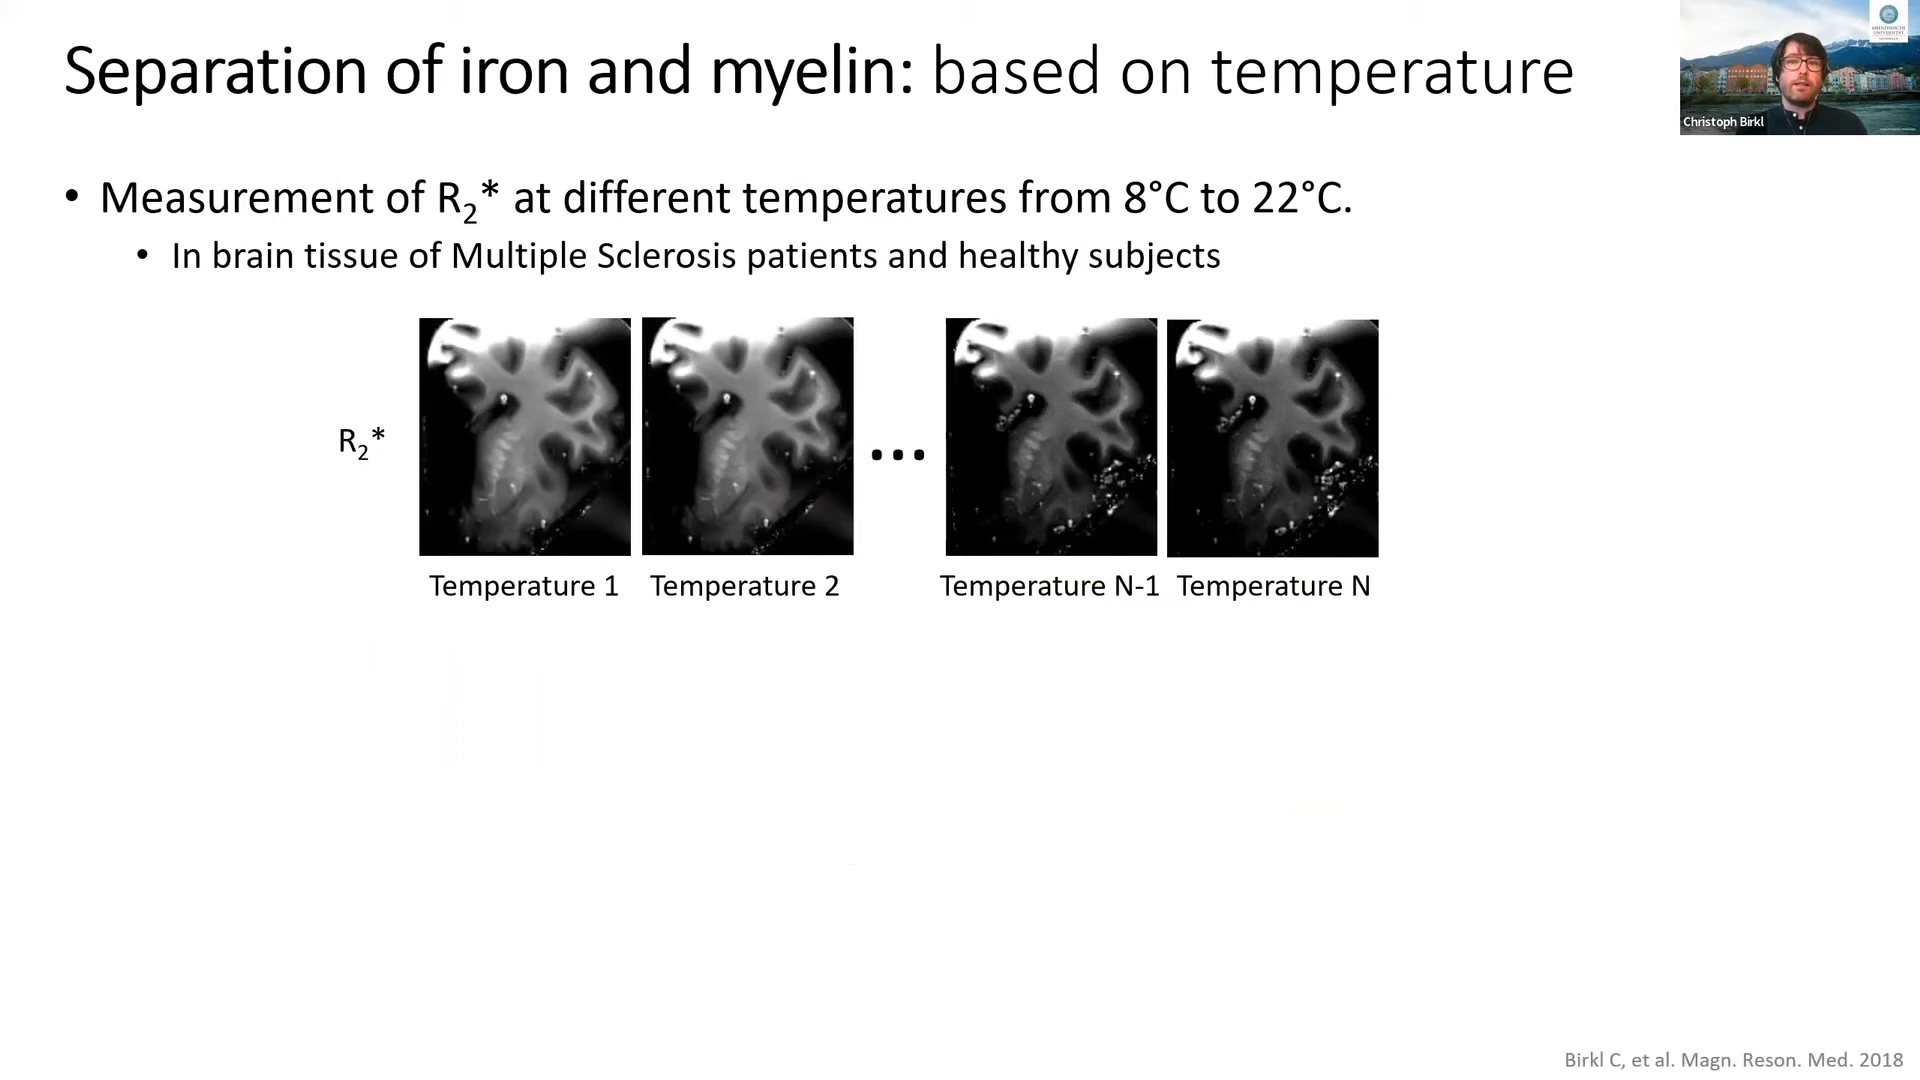 Separation of iron and myelin: based on temperature
MEDIZINISCHE
UNIVERSITÄT
Christoph Birkl
• Measurement of R₂* at different temperatures from 8°C to 22°C.
• In brain tissue of Multiple Sclerosis patients and healthy subjects
R₂*
...
Temperature 1 Temperature 2 Temperature N-1 Temperature N
Birkl C, et al. Magn. Reson. Med. 2018